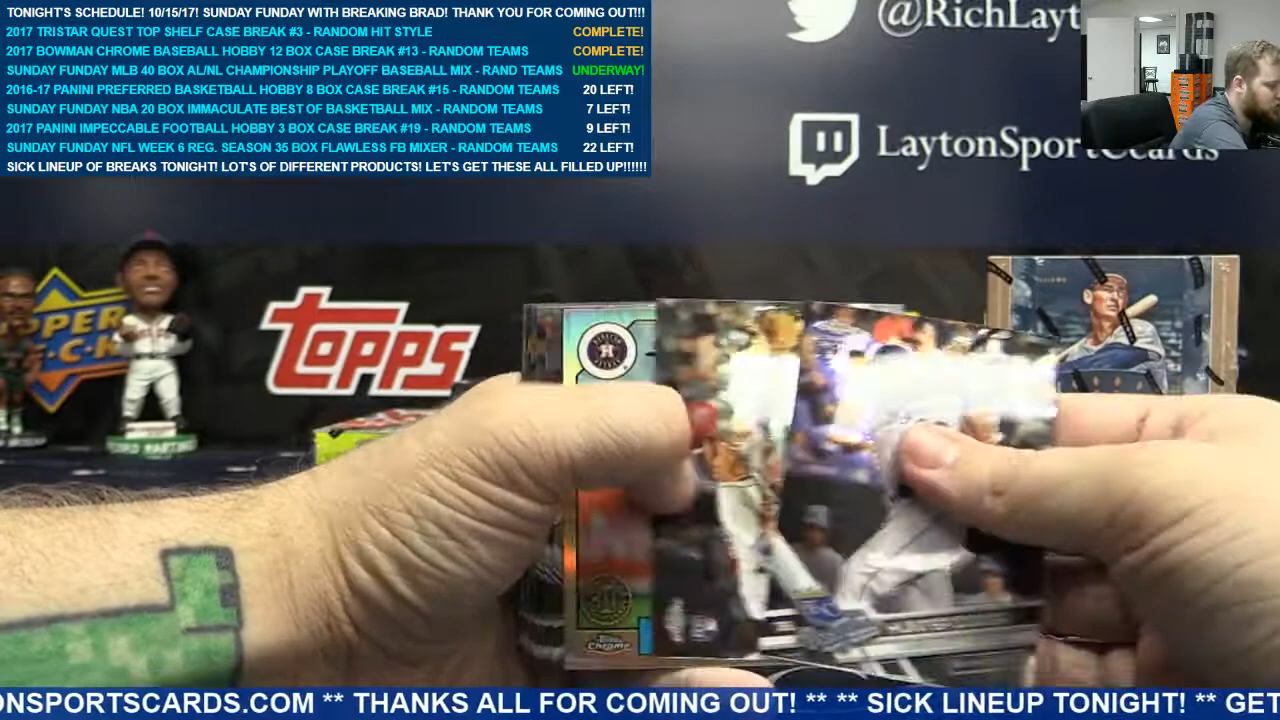 TONIGHT'S SCHEDULE! 10/15/17! SUNDAY FUNDAY WITH BREAKING BRAD! THANK YOU FOR COMING OUT!!!
2017 TRISTAR QUEST TOP SHELF CASE BREAK #3 - RANDOM HIT STYLE COMPLETE!
2017 BOWMAN CHROME BASEBALL HOBBY 12 BOX CASE BREAK #13 - RANDOM TEAMS COMPLETE!
SUNDAY FUNDAY MLB 40 BOX AL/NL CHAMPIONSHIP PLAYOFF BASEBALL MIX - RAND TEAMS UNDERWAY!
2016-17 PANINI PREFERRED BASKETBALL HOBBY 8 BOX CASE BREAK #15 - RANDOM TEAMS 20 LEFT!
SUNDAY FUNDAY NBA 20 BOX IMMACULATE BEST OF BASKETBALL MIX - RANDOM TEAMS 7 LEFT!
2017 PANINI IMPECCABLE FOOTBALL HOBBY 3 BOX CASE BREAK #19 - RANDOM TEAMS 9 LEFT!
SUNDAY FUNDAY NFL WEEK 6 REG. SEASON 35 BOX FLAWLESS FB MIXER - RANDOM TEAMS 22 LEFT!
SICK LINEUP OF BREAKS TONIGHT! LOT'S OF DIFFERENT PRODUCTS! LET'S GET THESE ALL FILLED UP!!!!!!
@RichLayt
LaytonSportsCards
TOPPS
Topps Chrome
ONSPORTSCARDS.COM ** THANKS ALL FOR COMING OUT! ** ** SICK LINEUP TONIGHT! ** GET